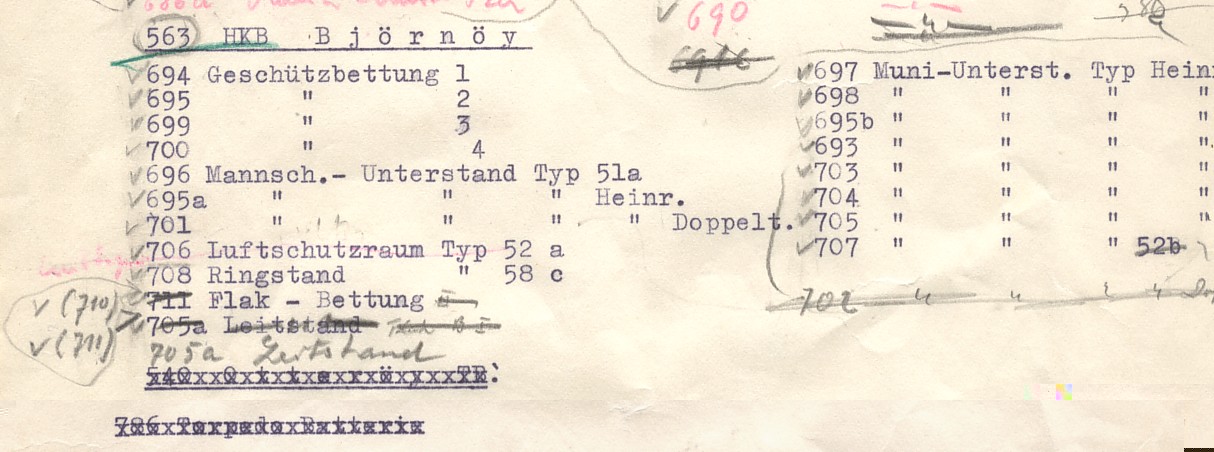 690
563 HKB Björnöy
694 Geschützbettung 1
695 " 2
699 " 3
700 " 4
696 Mannsch.- Unterstand Typ 51a
695a " " " Heinr.
701 " " " " Doppelt.
706 Luftschutzraum Typ 52 a
708 Ringstand " 58 c
711 Flak - Bettung
705a Leitstand
705a Leitstand
v (710)
v (711)
697 Muni-Unterst. Typ Heinr
698 " " " "
695b " " " "
693 " " " "
703 " " " "
704 " " " "
705 " " " "
707 " " " 52b
702 " " " "